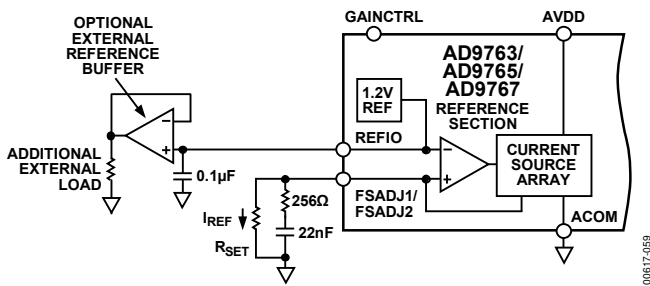 OPTIONAL
EXTERNAL
REFERENCE
BUFFER
GAINCTRL
AVDD
AD9763/
AD9765/
AD9767
REFERENCE
SECTION
1.2V
REF
REFIO
CURRENT
SOURCE
ARRAY
−
+
−
+
ADDITIONAL
EXTERNAL
LOAD
0.1µF
256Ω
22nF
IREF
RSET
FSADJ1/
FSADJ2
ACOM
00617-059